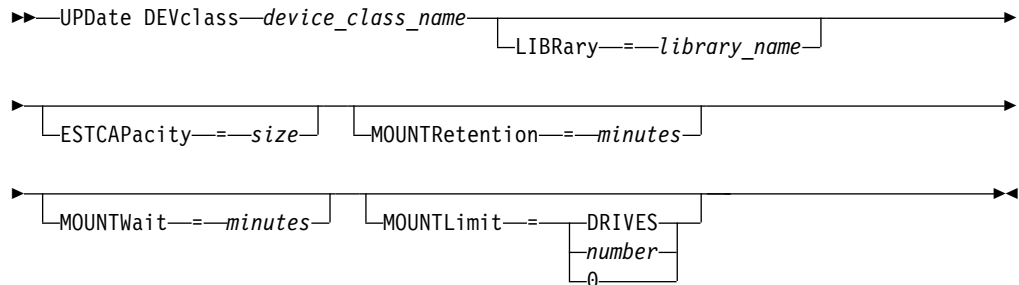 UPDate DEVclass device_class_name
LIBRary = library_name
ESTCAPacity = size MOUNTRetention = minutes
MOUNTWait = minutes MOUNTLimit = DRIVES
number
0